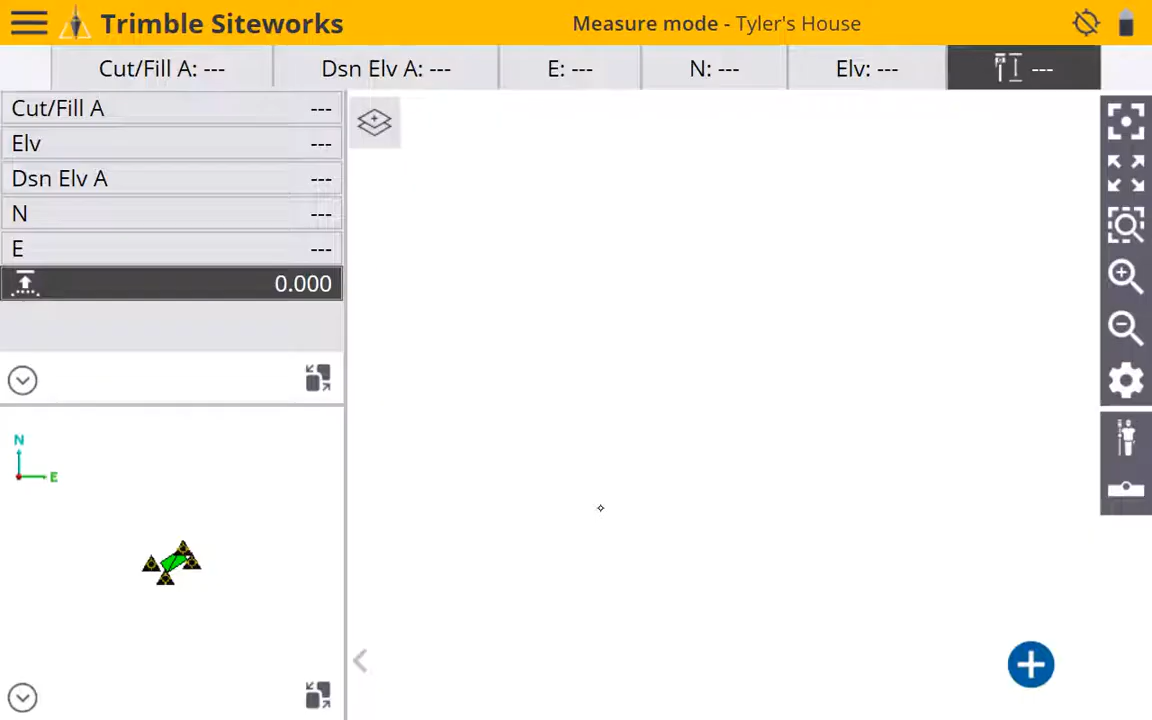 Trimble Siteworks
Measure mode - Tyler's House
Cut/Fill A: ---
Dsn Elv A: ---
E: ---
N: ---
Elv: ---
---
Cut/Fill A ---
Elv ---
Dsn Elv A ---
N ---
E ---
0.000
N
E